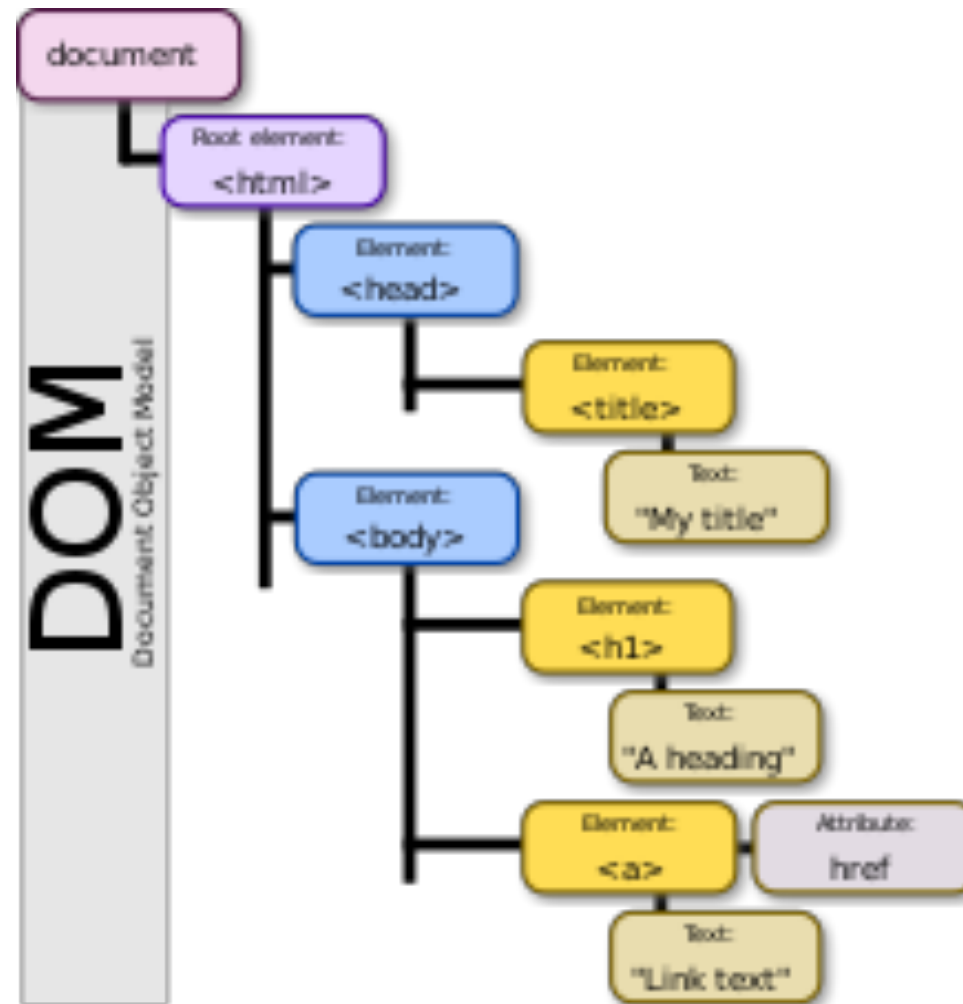 document
Root element:
<html>
Element:
<head>
Element:
<title>
Text:
"My title"
Element:
<body>
Element:
<h1>
Text:
"A heading"
Element:
<a>
Attribute:
href
Text:
"Link text"
DOM
Document Object Model